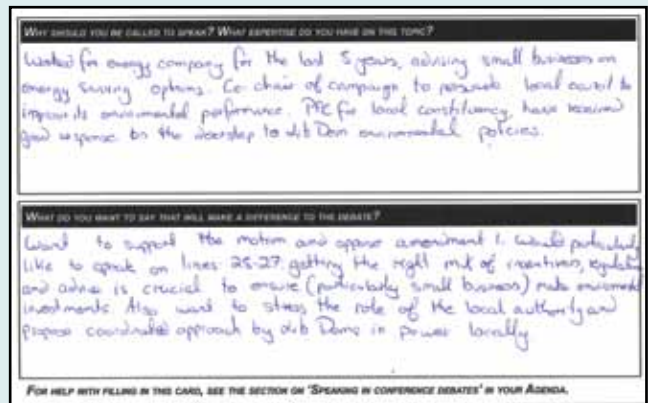 WHY SHOULD YOU BE CALLED TO SPEAK? WHAT EXPERTISE DO YOU HAVE ON THIS TOPIC?
Worked for energy company for the last 5 years, advising small businesses on
energy saving options. Co-chair of campaign to persuade local council to
improve its environmental performance. PPC for local constituency, have received
good response on the doorstep to Lib Dem environmental policies.
WHAT DO YOU WANT TO SAY THAT WILL MAKE A DIFFERENCE TO THE DEBATE?
Want to support the motion and oppose amendment 1. Would particularly
like to speak on lines 25-27: getting the right mix of incentives, regulation
and advice is crucial to ensure (particularly small business) make environmental
investments. Also want to stress the role of the local authority and
propose coordinated approach by Lib Dems in power locally
FOR HELP WITH FILLING IN THIS CARD, SEE THE SECTION ON 'SPEAKING IN CONFERENCE DEBATES' IN YOUR AGENDA.